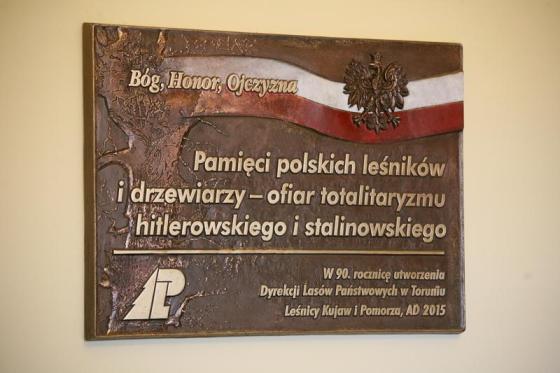 Bóg, Honor, Ojczyzna
Pamięci polskich leśników
i drzewiarzy – ofiar totalitaryzmu
hitlerowskiego i stalinowskiego
W 90. rocznicę utworzenia
Dyrekcji Lasów Państwowych w Toruniu
Leśnicy Kujaw i Pomorza, AD 2015